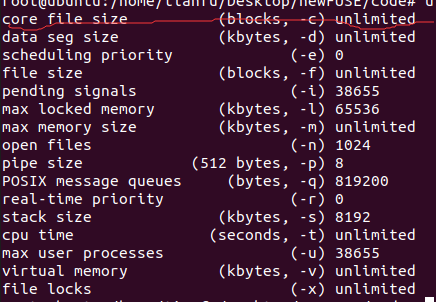 root@ubuntu:/home/tianfu/Desktop/newFUSE/code# u
core file size (blocks, -c) unlimited
data seg size (kbytes, -d) unlimited
scheduling priority (-e) 0
file size (blocks, -f) unlimited
pending signals (-i) 38655
max locked memory (kbytes, -l) 65536
max memory size (kbytes, -m) unlimited
open files (-n) 1024
pipe size (512 bytes, -p) 8
POSIX message queues (bytes, -q) 819200
real-time priority (-r) 0
stack size (kbytes, -s) 8192
cpu time (seconds, -t) unlimited
max user processes (-u) 38655
virtual memory (kbytes, -v) unlimited
file locks (-x) unlimited